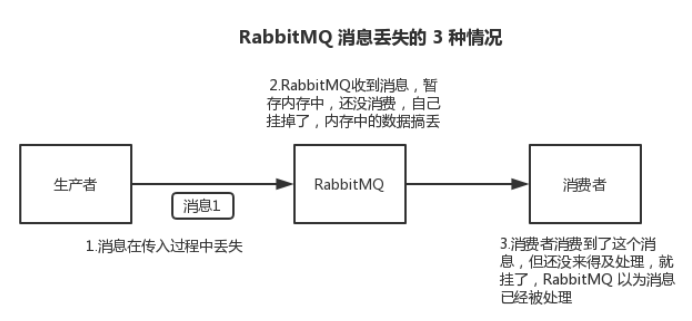 RabbitMQ 消息丢失的 3 种情况
2.RabbitMQ收到消息，暂
存内存中，还没消费，自己
挂掉了，内存中的数据搞丢
生产者
消息1
RabbitMQ
消费者
1.消息在传入过程中丢失
3.消费者消费到了这个消
息，但还没来得及处理，就
挂了，RabbitMQ 以为消息
已经被处理